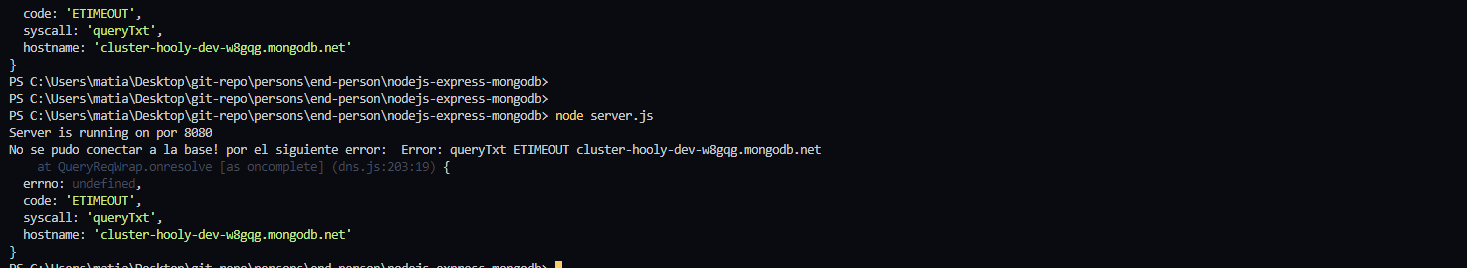 code: 'ETIMEOUT',
syscall: 'queryTxt',
hostname: 'cluster-hooly-dev-w8gqg.mongodb.net'
}
PS C:\Users\matia\Desktop\git-repo\persons\end-person\nodejs-express-mongodb>
PS C:\Users\matia\Desktop\git-repo\persons\end-person\nodejs-express-mongodb>
PS C:\Users\matia\Desktop\git-repo\persons\end-person\nodejs-express-mongodb> node server.js
Server is running on por 8080
No se pudo conectar a la base! por el siguiente error:  Error: queryTxt ETIMEOUT cluster-hooly-dev-w8gqg.mongodb.net
at QueryReqWrap.onresolve [as oncomplete] (dns.js:203:19) {
errno: undefined,
code: 'ETIMEOUT',
syscall: 'queryTxt',
hostname: 'cluster-hooly-dev-w8gqg.mongodb.net'
}
PS C:\Users\matia\Desktop\git-repo\persons\end-person\nodejs-express-mongodb>